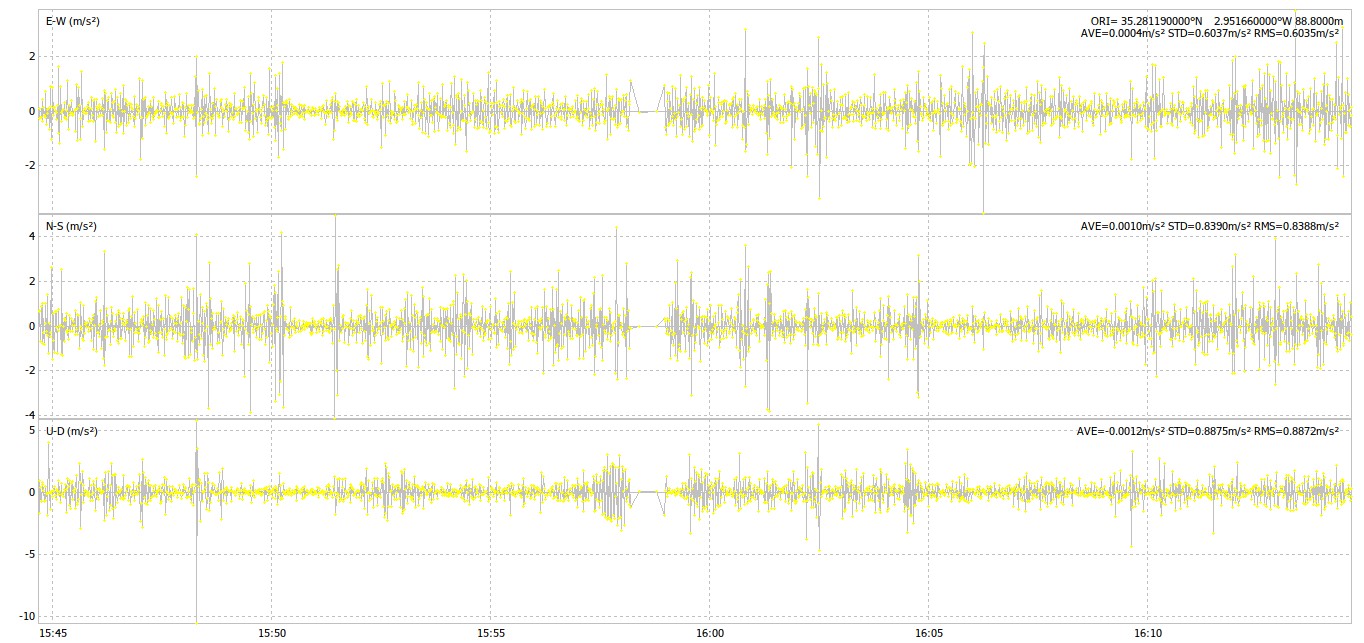 E-W (m/s²)
ORI= 35.281190000°N 2.951660000°W 88.8000m
AVE=0.0004m/s² STD=0.6037m/s² RMS=0.6035m/s²
2
0
-2
N-S (m/s²)
AVE=0.0010m/s² STD=0.8390m/s² RMS=0.8388m/s²
4
2
0
-2
-4
U-D (m/s²)
AVE=-0.0012m/s² STD=0.8875m/s² RMS=0.8872m/s²
5
0
-5
-10
15:45 15:50 15:55 16:00 16:05 16:10